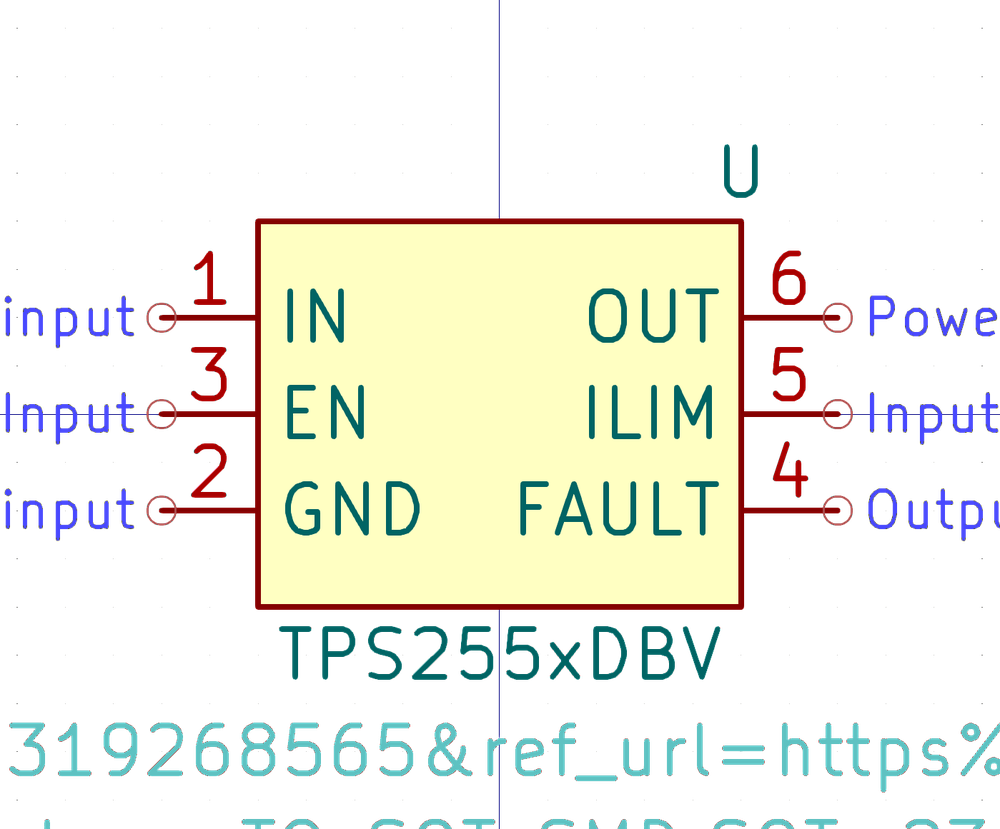 U
1 6
input IN OUT Powe
3 5
Input EN ILIM Input
2 4
input GND FAULT Outpu
TPS255xDBV
319268565&ref_url=https%